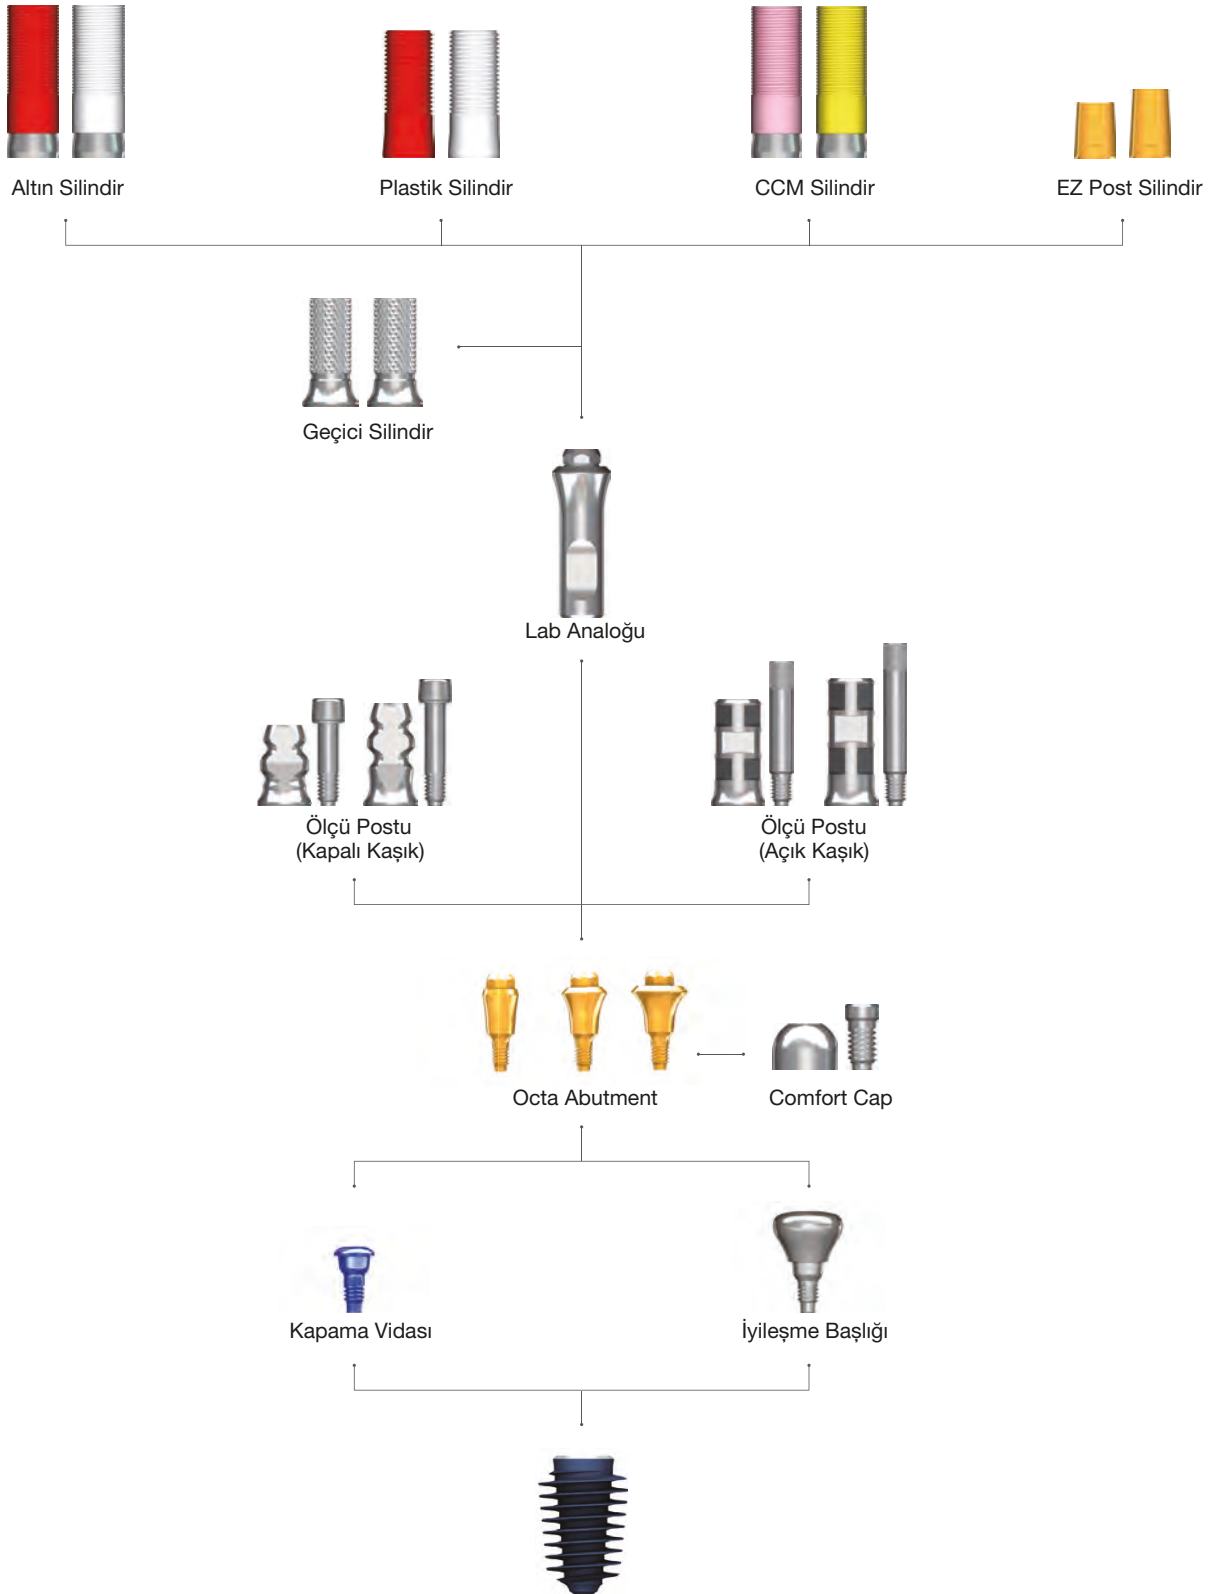 Altın Silindir
Plastik Silindir
CCM Silindir
EZ Post Silindir
Geçici Silindir
Lab Analoğu
Ölçü Postu
(Kapalı Kaşık)
Ölçü Postu
(Açık Kaşık)
Octa Abutment
Comfort Cap
Kapama Vidası
İyileşme Başlığı